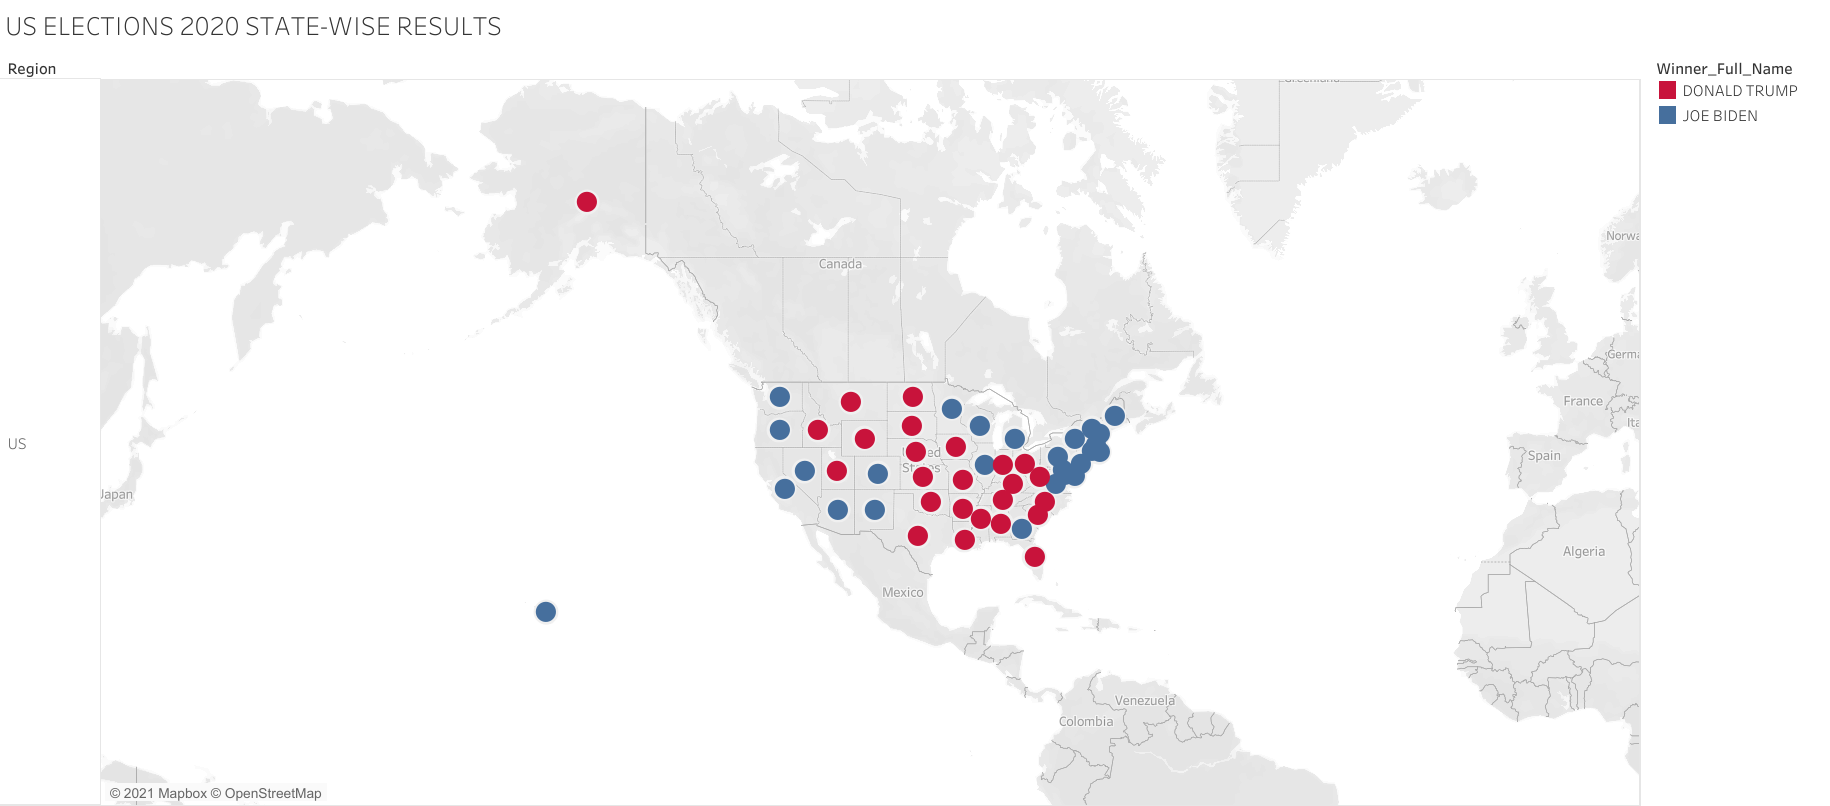 US ELECTIONS 2020 STATE-WISE RESULTS
Region
Winner_Full_Name
DONALD TRUMP
JOE BIDEN
Greenland
Norwa
Canada
Germa
France
Ita
US
United
States
Spain
Japan
Algeria
Mexico
Venezuela
Colombia
© 2021 Mapbox © OpenStreetMap